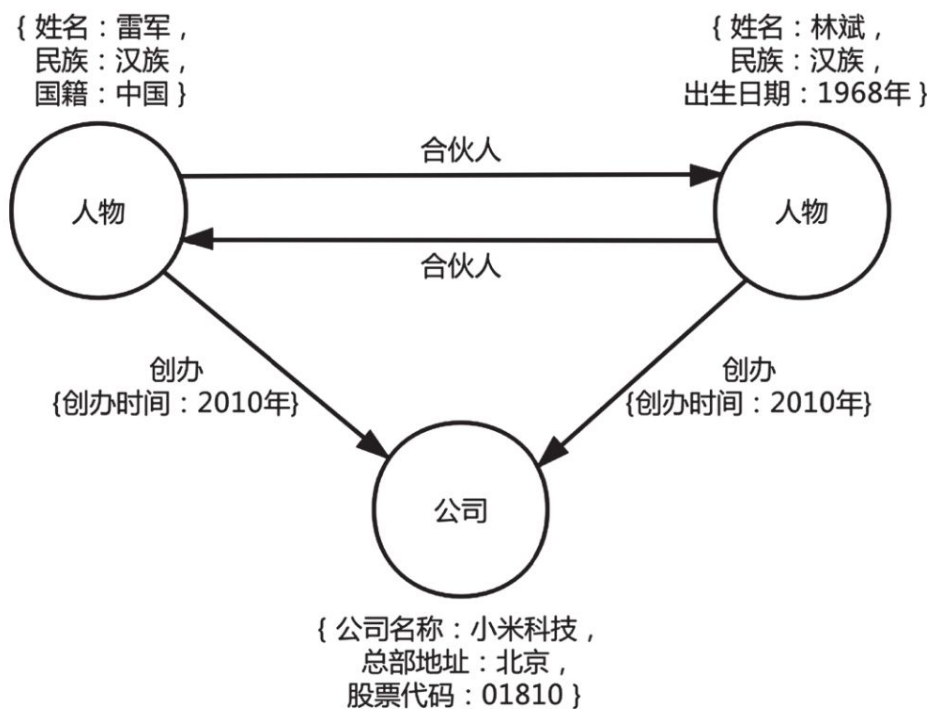 { 姓名：雷军，
民族：汉族，
国籍：中国 }
{ 姓名：林斌，
民族：汉族，
出生日期：1968年 }
合伙人
人物
人物
合伙人
创办
{创办时间：2010年}
创办
{创办时间：2010年}
公司
{ 公司名称：小米科技，
总部地址：北京，
股票代码：01810 }